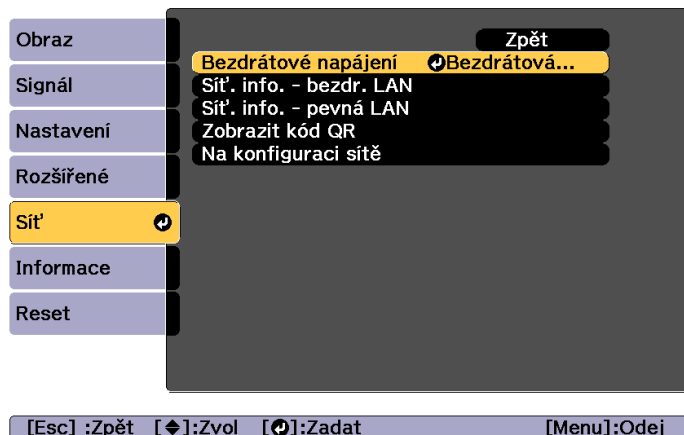 Obraz
Signál
Nastavení
Rozšířené
Síť
Informace
Reset
Zpět
Bezdrátové napájení Bezdrátová...
Síť. info. - bezdr. LAN
Síť. info. - pevná LAN
Zobrazit kód QR
Na konfiguraci sítě
[Esc] :Zpět [ ]:Zvol [ ]:Zadat [Menu]:Odej